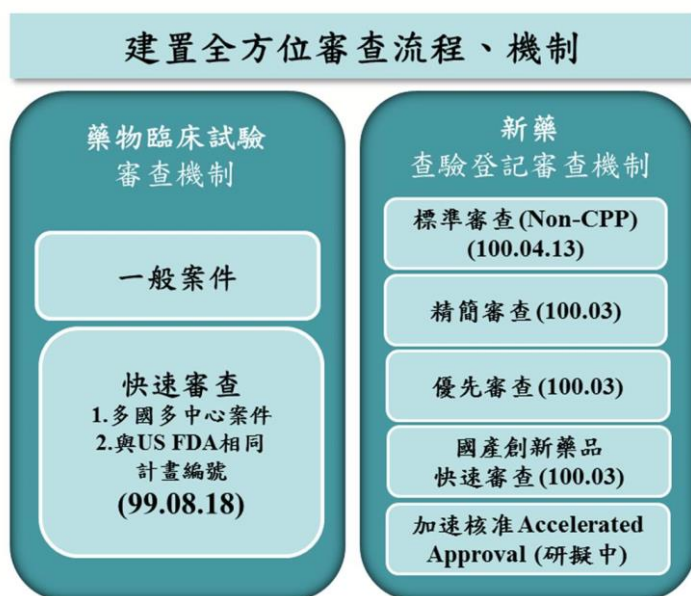 建置全方位審查流程、機制
藥物臨床試驗
審查機制
一般案件
快速審查
1.多國多中心案件
2.與US FDA相同
計畫編號
(99.08.18)
新藥
查驗登記審查機制
標準審查(Non-CPP)
(100.04.13)
精簡審查(100.03)
優先審查(100.03)
國產創新藥品
快速審查(100.03)
加速核准Accelerated
Approval (研擬中)